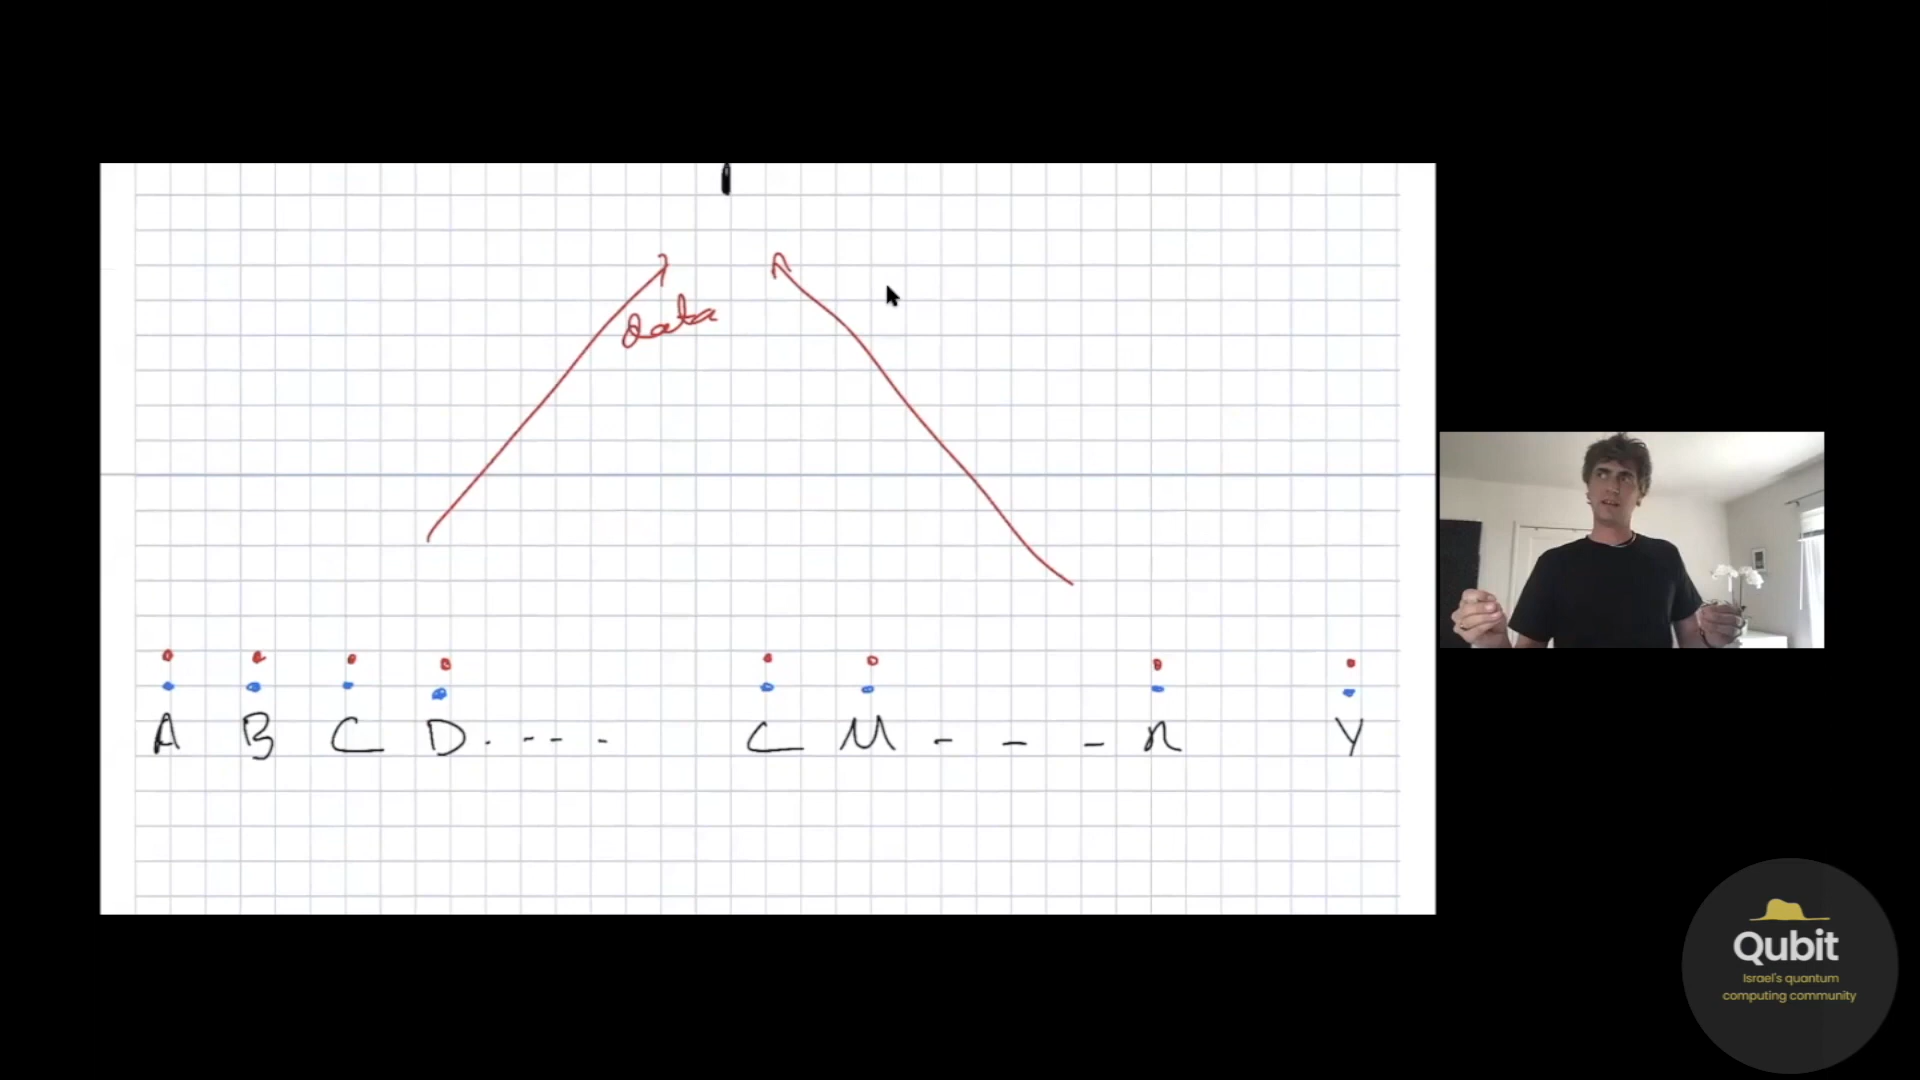 data
A B C D . - - - C M - - - n Y
Qubit
Israel's quantum
computing community